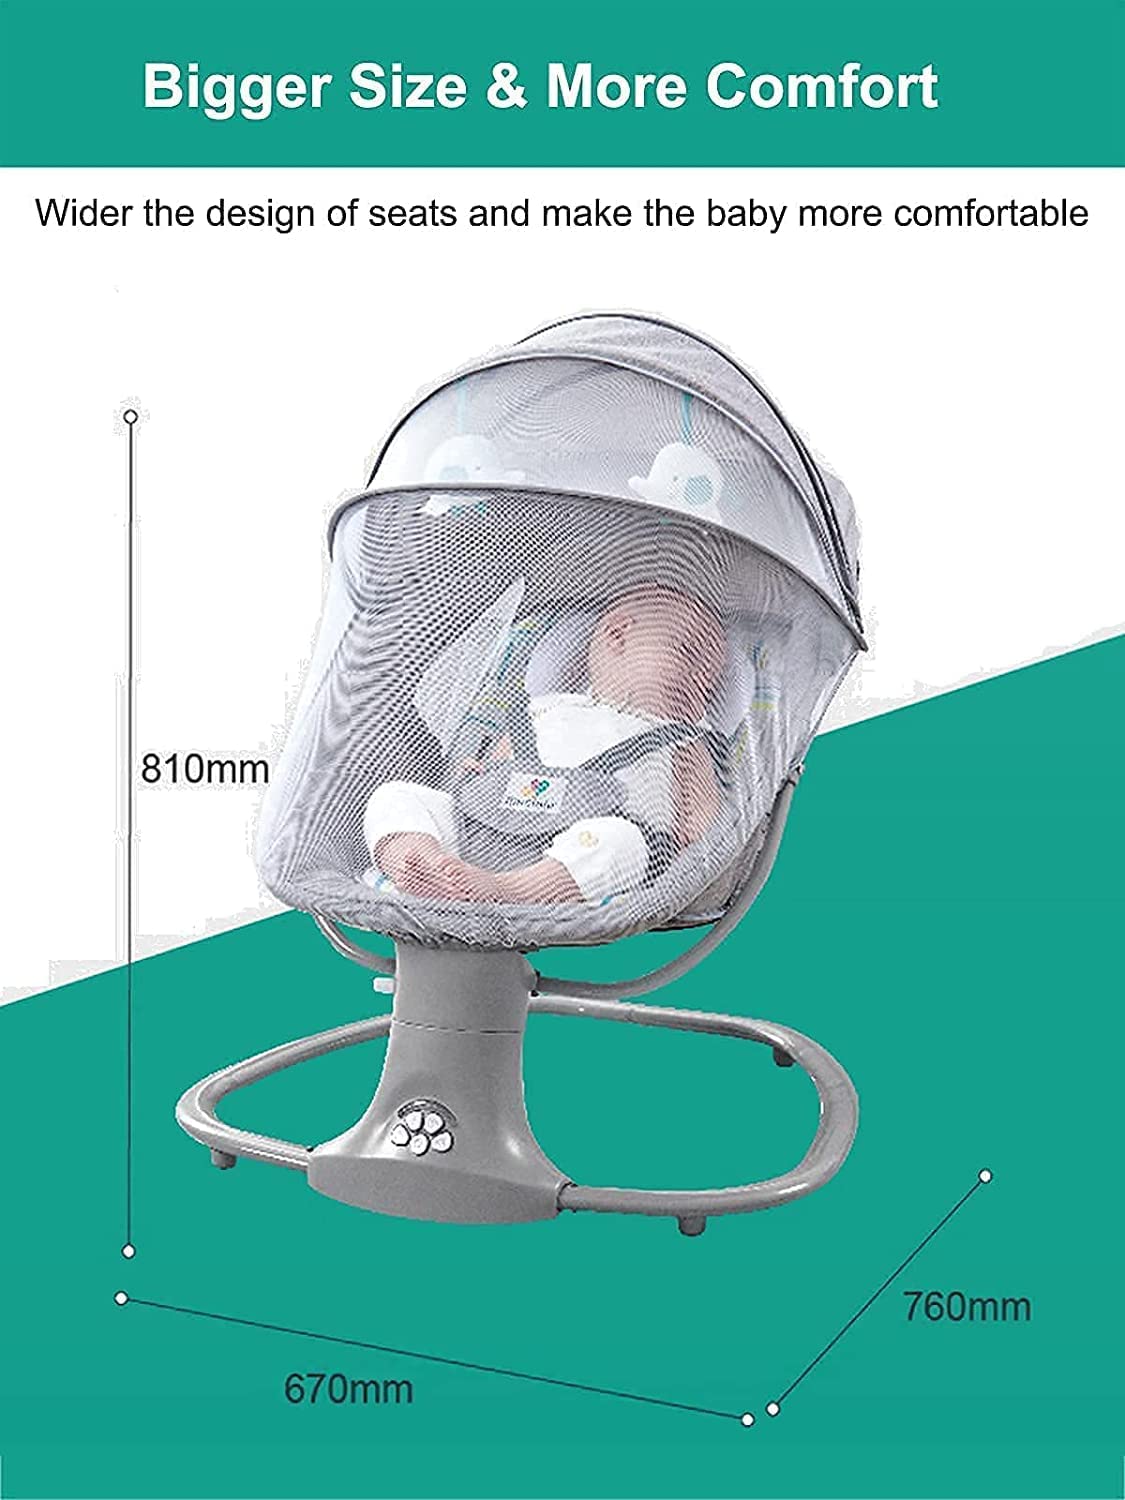 Bigger Size & More Comfort
Wider the design of seats and make the baby more comfortable
810mm
760mm
670mm